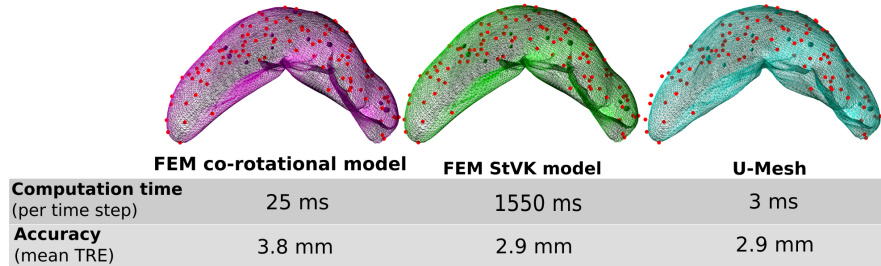 FEM co-rotational model
FEM StVK model
U-Mesh
Computation time
(per time step)
25 ms
1550 ms
3 ms
Accuracy
(mean TRE)
3.8 mm
2.9 mm
2.9 mm